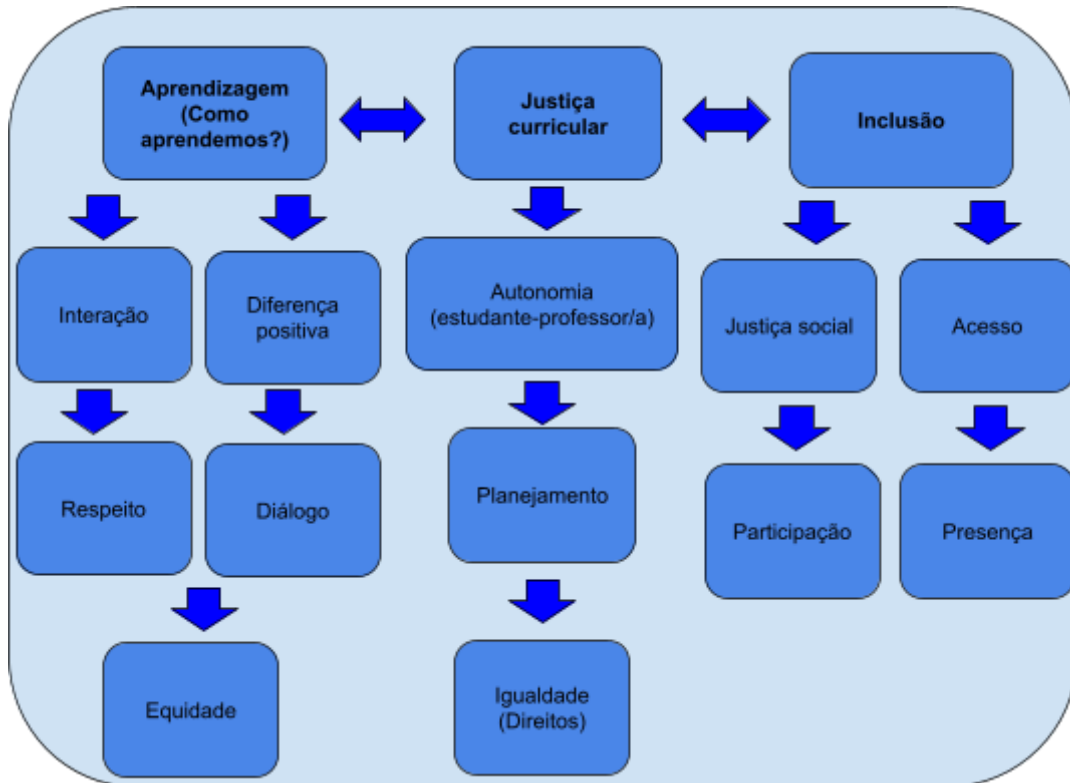 Aprendizagem
(Como
aprendemos?)
Justiça
curricular
Inclusão
Interação
Diferença
positiva
Autonomia
(estudante-professor/a)
Justiça social
Acesso
Respeito
Diálogo
Planejamento
Participação
Presença
Equidade
Igualdade
(Direitos)